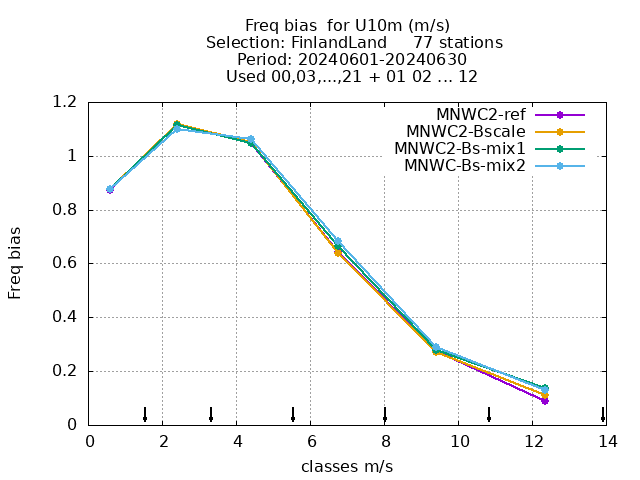 Freq bias  for U10m (m/s)
Selection: FinlandLand     77 stations
Period: 20240601-20240630
Used 00,03,...,21 + 01 02 ... 12
MNWC2-ref
MNWC2-Bscale
MNWC2-Bs-mix1
MNWC-Bs-mix2
1.2
1
0.8
0.6
0.4
0.2
0
Freq bias
0 2 4 6 8 10 12 14
classes m/s